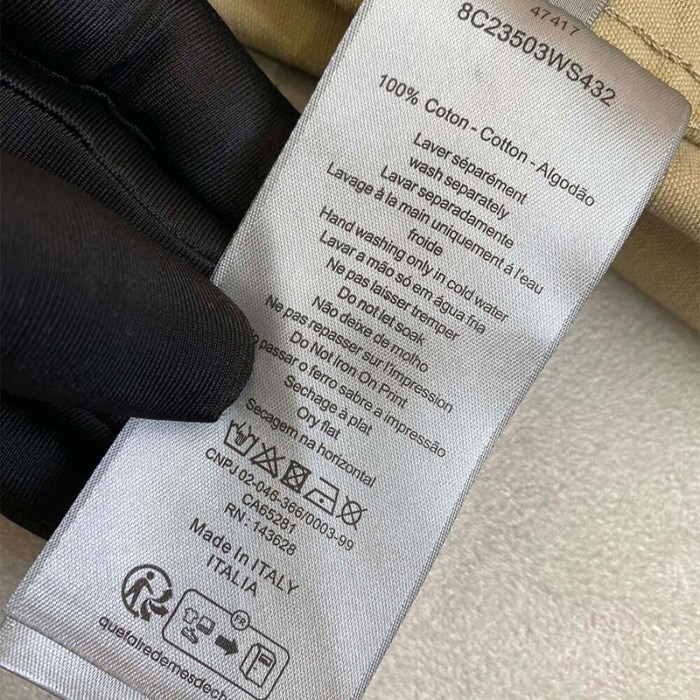 47417
8C23503WS432
100% Coton - Cotton - Algodão
Laver séparément
wash separately
Lavar separadamente
Lavage à la main uniquement á l'eau
froide
Hand washing only in cold water
Lavar a mão só em água fria
Ne pas laisser tremper
Do not let soak
Não deixe de molho
Ne pas repasser sur l'impression
Do Not Iron On Print
passar o ferro sabre a impressão
Sechage à plat
Ory flat
Secagem na horizontal
CNPJ 02-046-366/0003-99
CA65281
RN : 143628
Made In ITALY
ITALIA
FR
quefairedemesdech